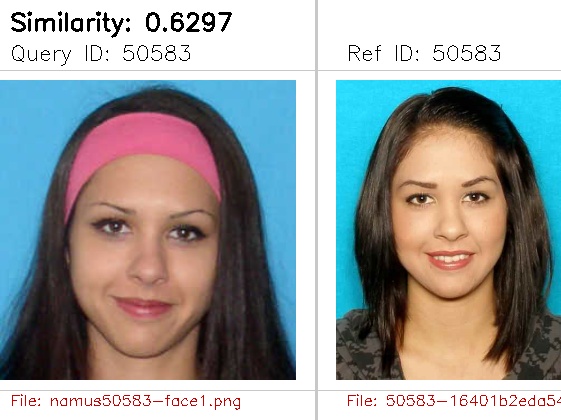 Similarity: 0.6297
Query ID: 50583
Ref ID: 50583
File: namus50583-face1.png
File: 50583-16401b2eda54